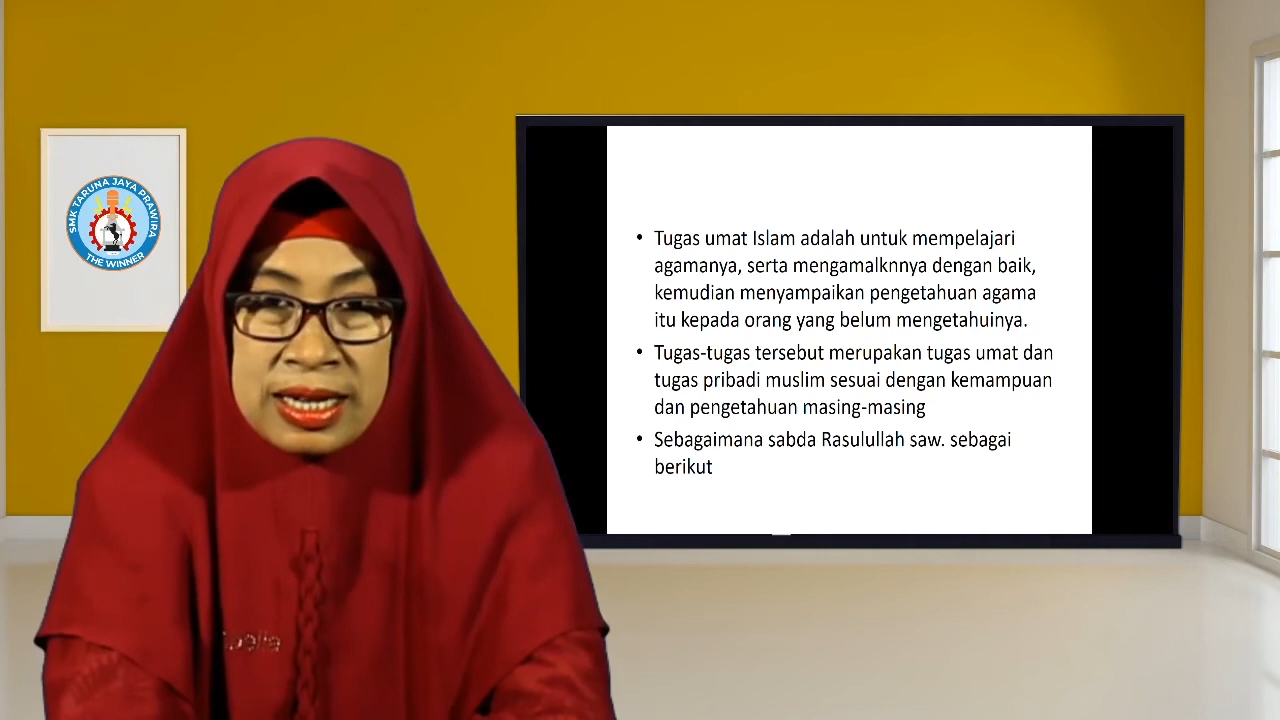 SMK TARUNA JAYA PRAWIRA
THE WINNER
• Tugas umat Islam adalah untuk mempelajari
agamanya, serta mengamalknnya dengan baik,
kemudian menyampaikan pengetahuan agama
itu kepada orang yang belum mengetahuinya.
• Tugas-tugas tersebut merupakan tugas umat dan
tugas pribadi muslim sesuai dengan kemampuan
dan pengetahuan masing-masing
• Sebagaimana sabda Rasulullah saw. sebagai
berikut